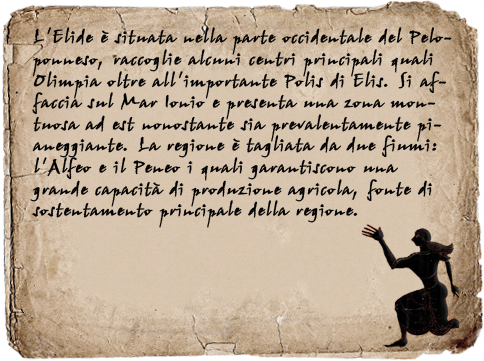 L'Elide è situata nella parte occidentale del Pelo-
ponneso, raccoglie alcuni centri principali quali
Olimpia oltre all'importante Polis di Elis. Si af-
faccia sul Mar Ionio e presenta una zona mon-
tuosa ad est nonostante sia prevalentamente pi-
aneggiante. La regione è tagliata da due fiumi:
l'Alfeo e il Peneo i quali garantiscono una
grande capacità di produzione agricola, fonte di
sostentamento principale della regione.